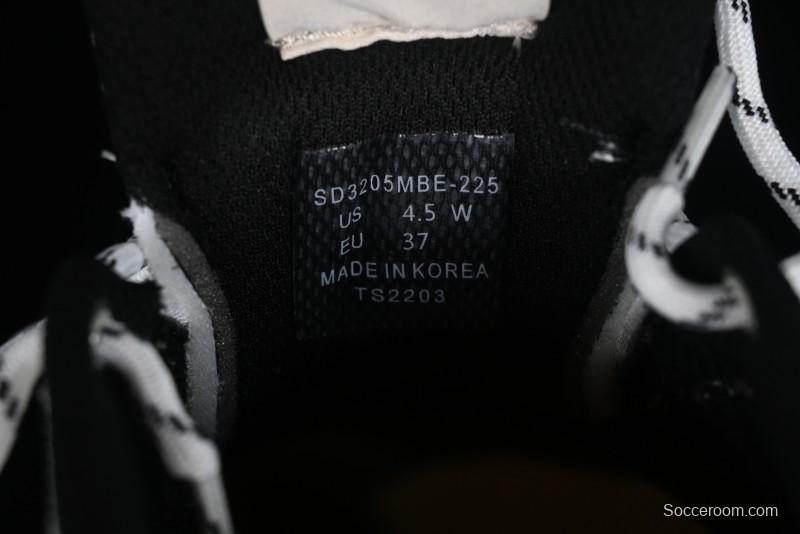 SD3205MBE-225
US 4.5 W
EU 37
MADE IN KOREA
TS2203
Socceroom.com